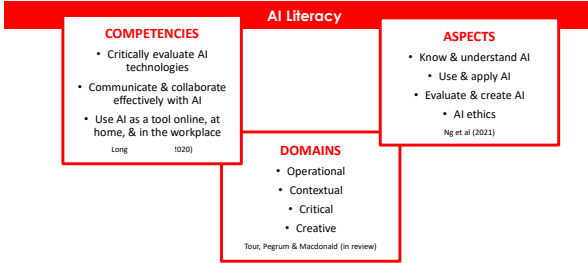 AI Literacy
COMPETENCIES
• Critically evaluate AI
technologies
• Communicate & collaborate
effectively with AI
• Use AI as a tool online, at
home, & in the workplace
Long 2020)
ASPECTS
• Know & understand AI
• Use & apply AI
• Evaluate & create AI
• AI ethics
Ng et al (2021)
DOMAINS
• Operational
• Contextual
• Critical
• Creative
Tour, Pegrum & Macdonald (in review)